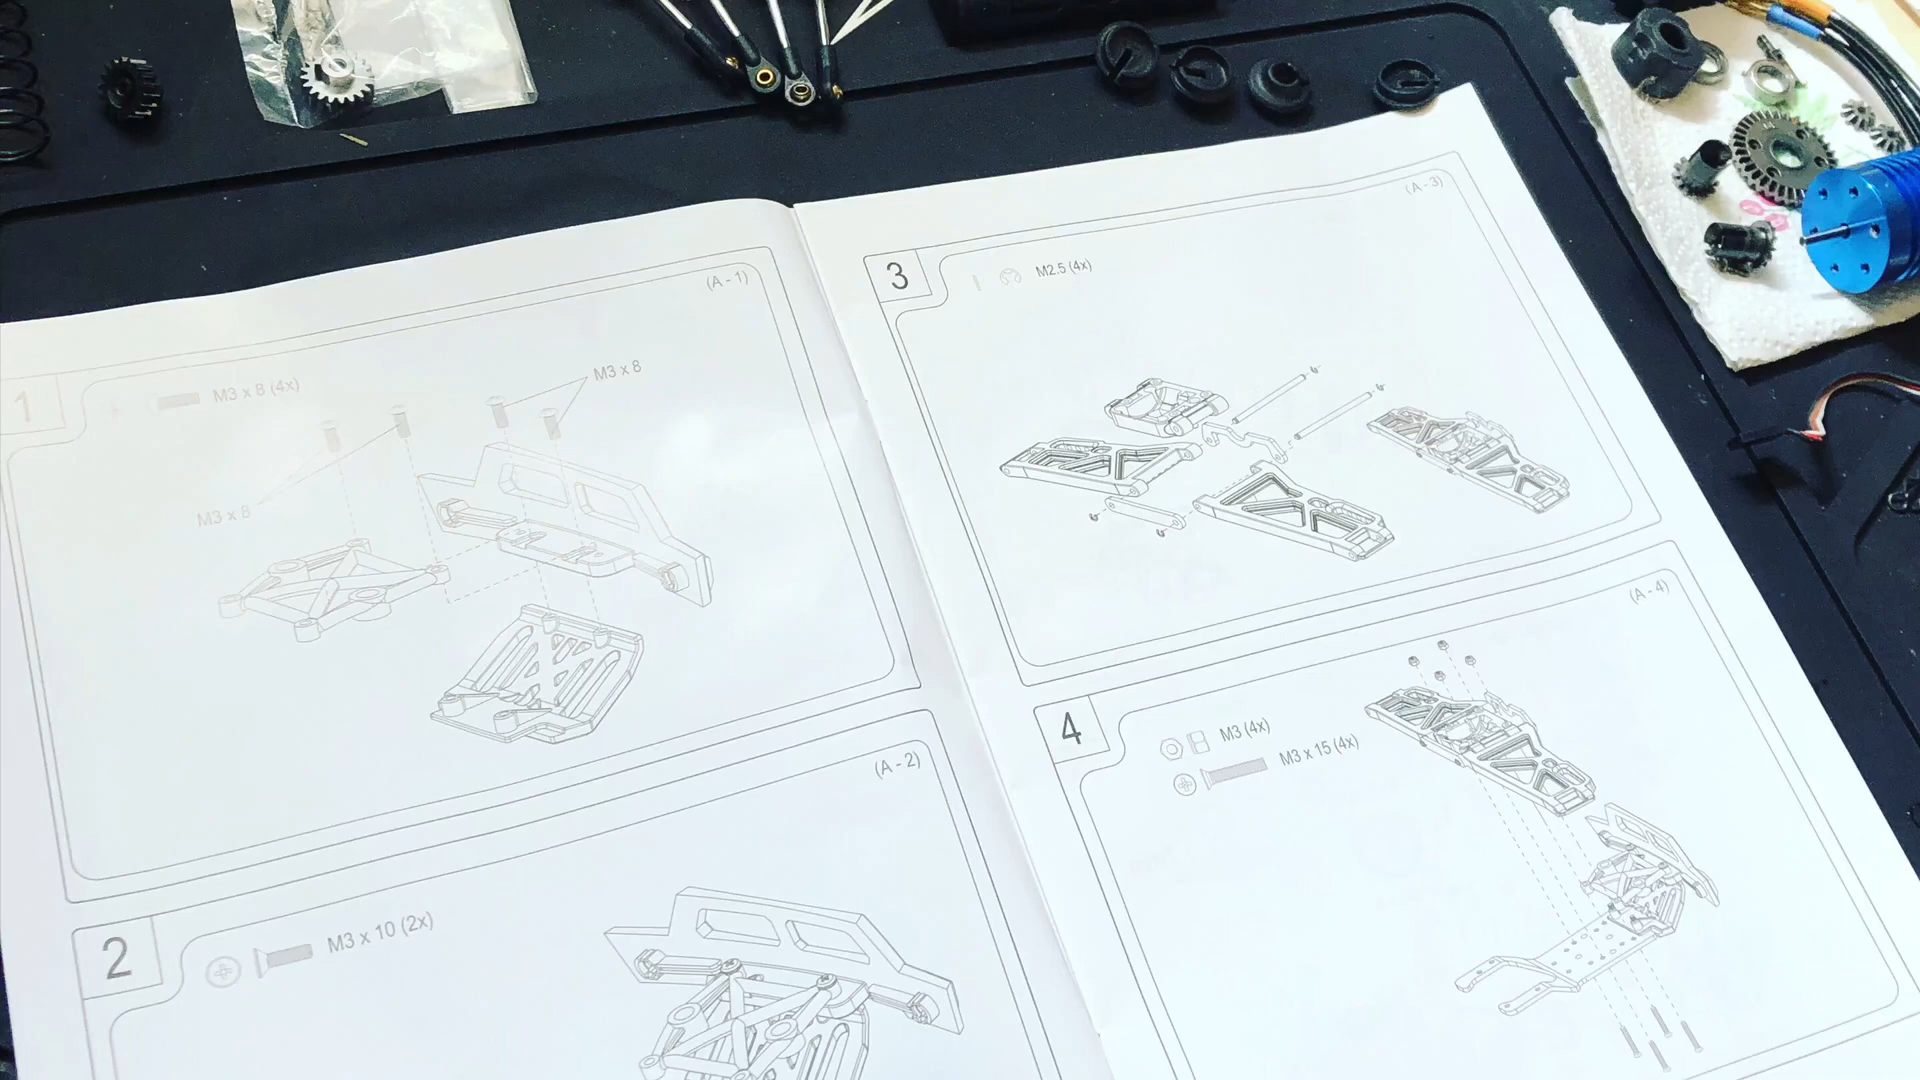 (A - 1)
1
M3 x 8 (4x)
M3 x 8
M3 x 8
(A - 2)
2
M3 x 10 (2x)
(A - 3)
3
M2.5 (4x)
(A - 4)
4
M3 (4x)
M3 x 15 (4x)